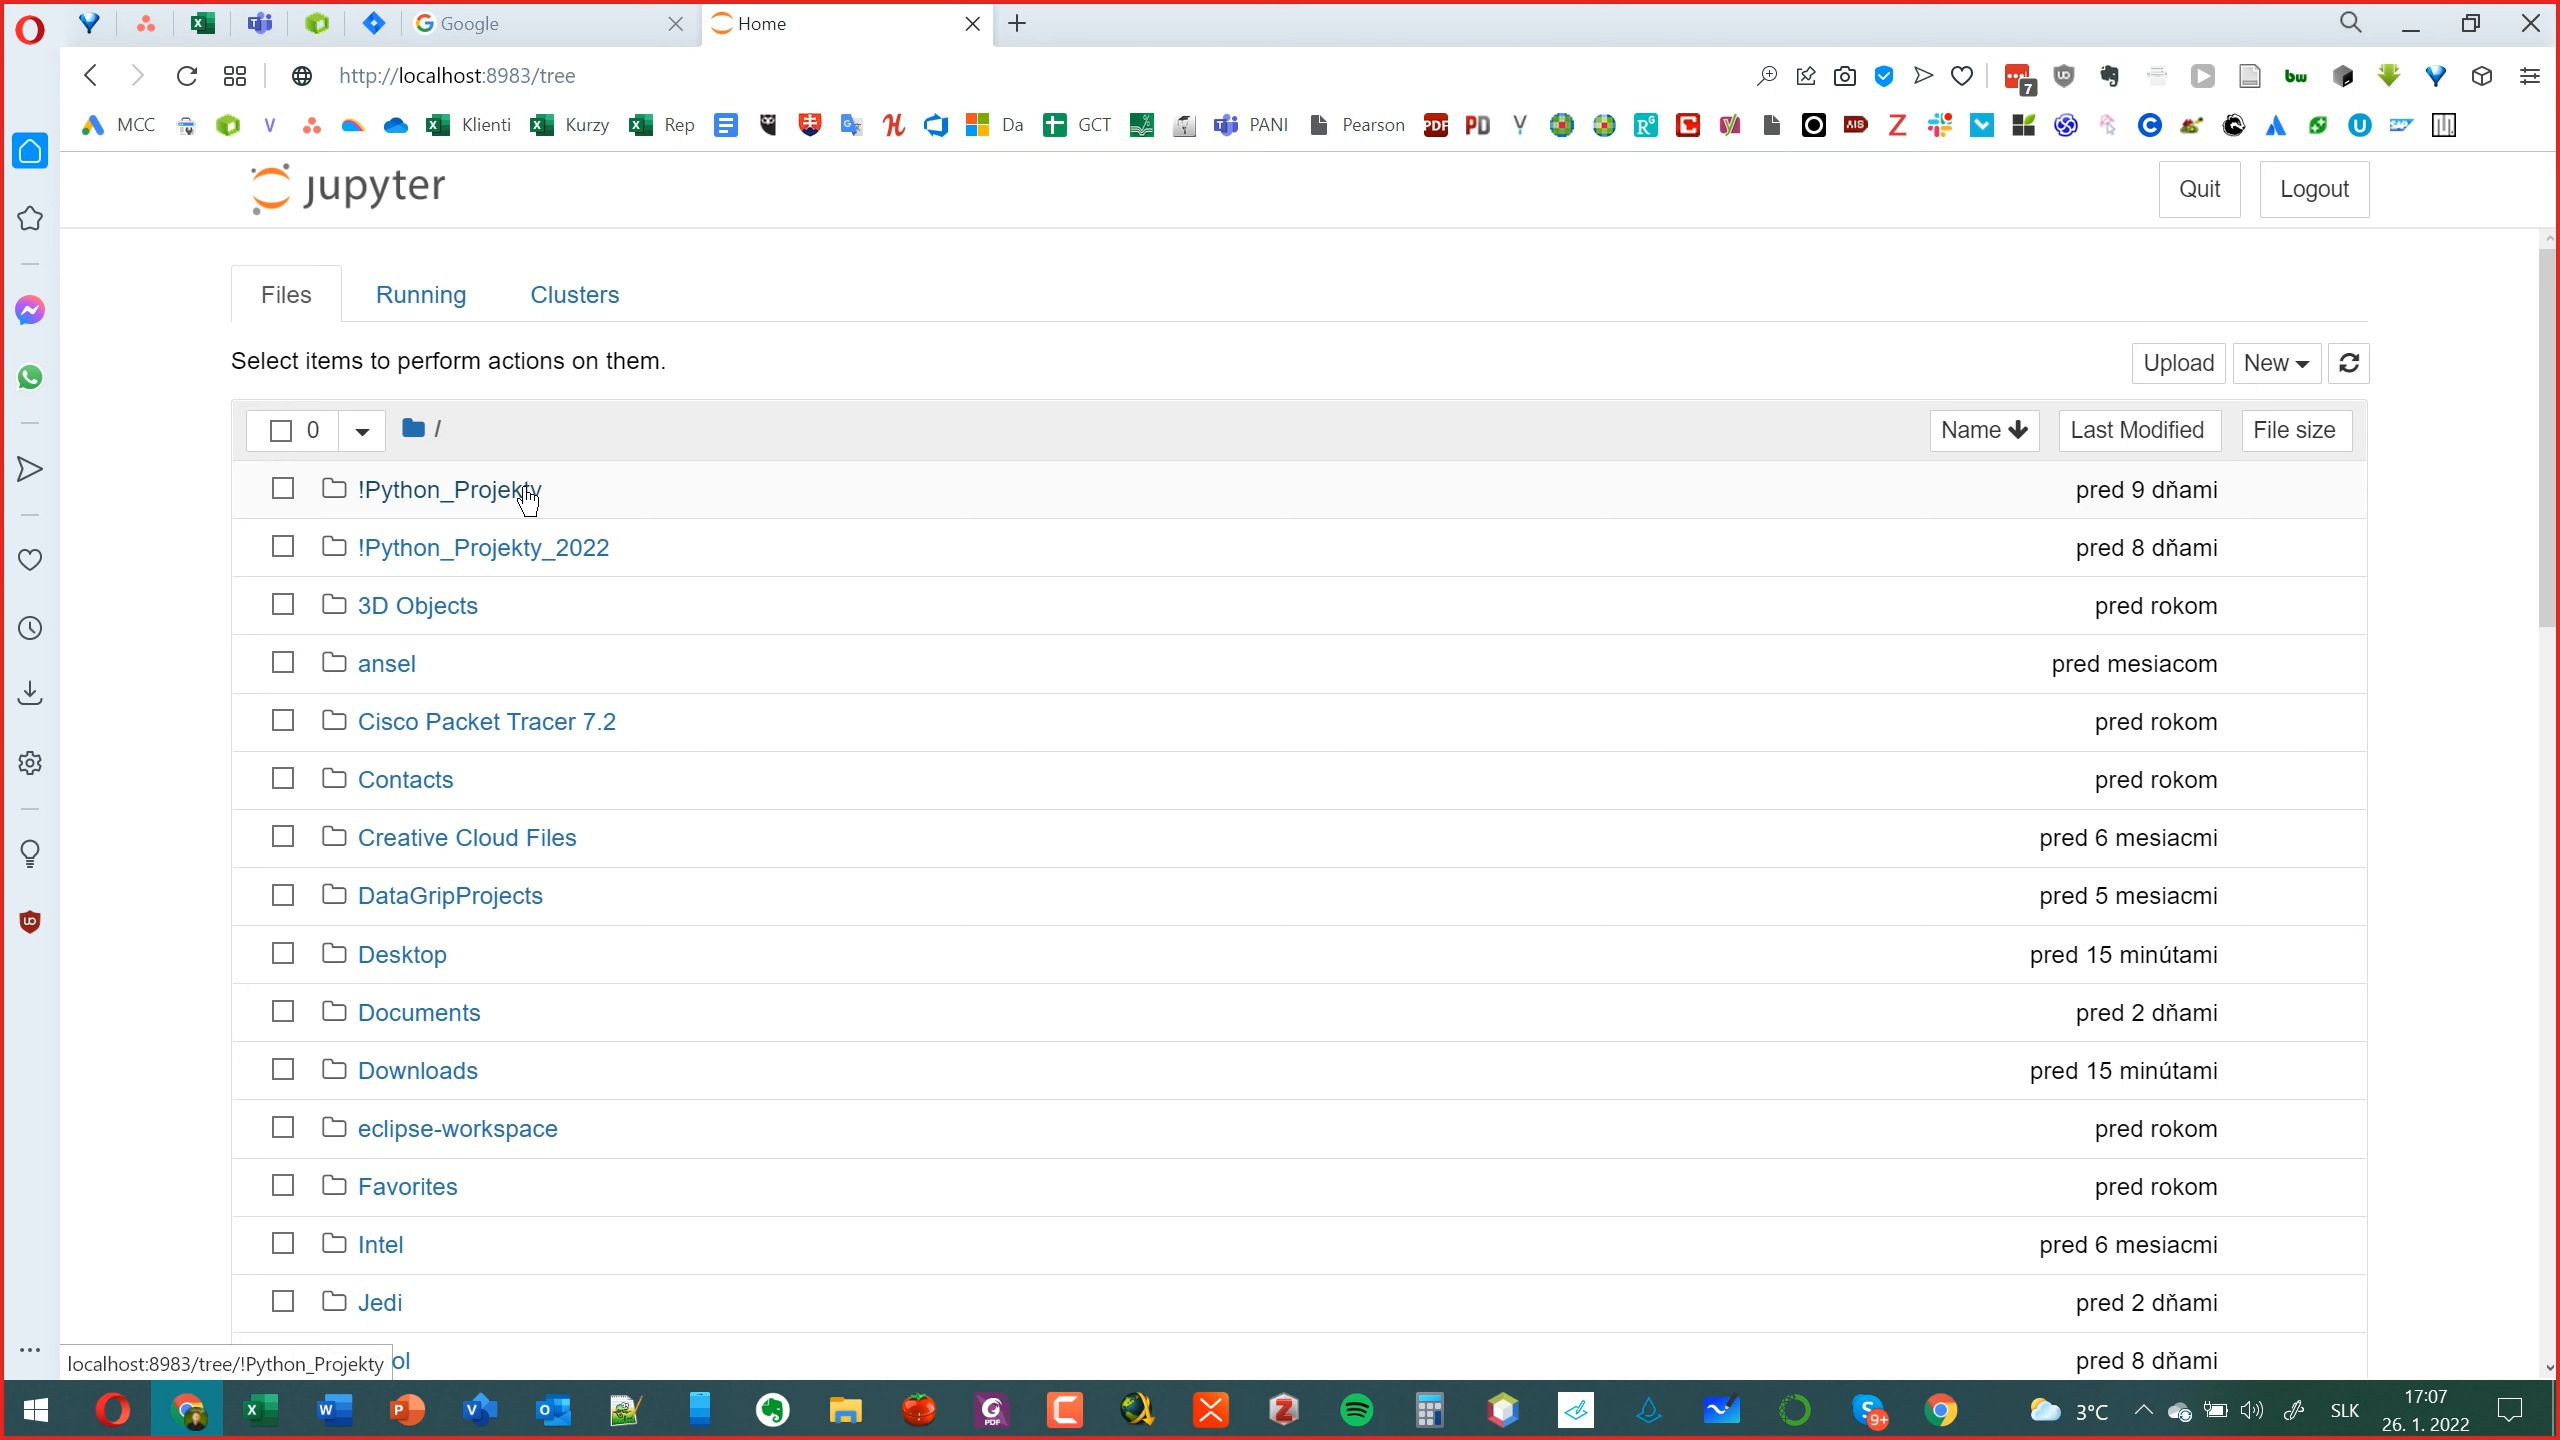 Google
Home
http://localhost:8983/tree
7
MCC
V
Klienti
Kurzy
Rep
Da
GCT
PANI
Pearson
jupyter
Quit
Logout
Files
Running
Clusters
Select items to perform actions on them.
Upload
New
0
/
Name
Last Modified
File size
!Python_Projekty
pred 9 dňami
!Python_Projekty_2022
pred 8 dňami
3D Objects
pred rokom
ansel
pred mesiacom
Cisco Packet Tracer 7.2
pred rokom
Contacts
pred rokom
Creative Cloud Files
pred 6 mesiacmi
DataGripProjects
pred 5 mesiacmi
Desktop
pred 15 minútami
Documents
pred 2 dňami
Downloads
pred 15 minútami
eclipse-workspace
pred rokom
Favorites
pred rokom
Intel
pred 6 mesiacmi
Jedi
pred 2 dňami
localhost:8983/tree/!Python_Projekty
ol
pred 8 dňami
3°C
SLK
17:07
26. 1. 2022